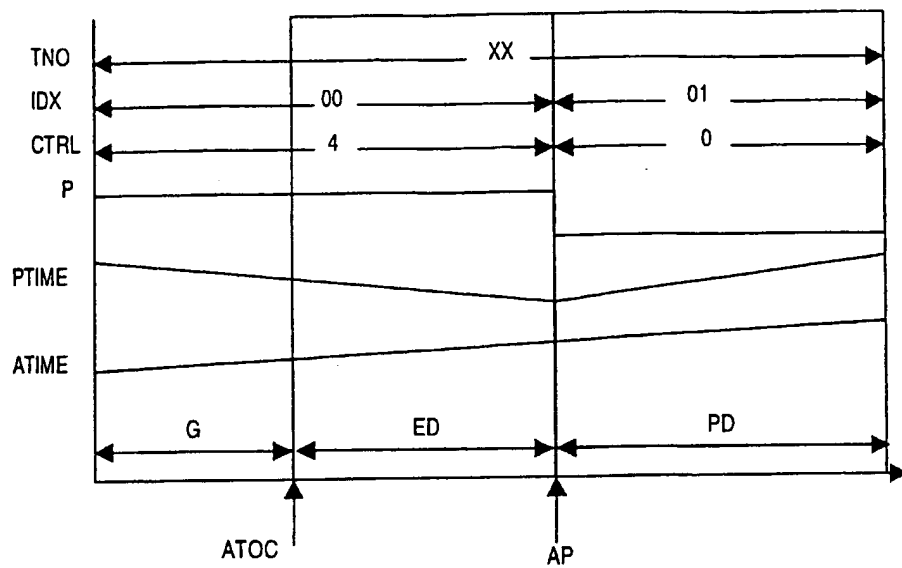 TNO XX
IDX 00 01
CTRL 4 0
P
PTIME
ATIME
G ED PD
ATOC AP